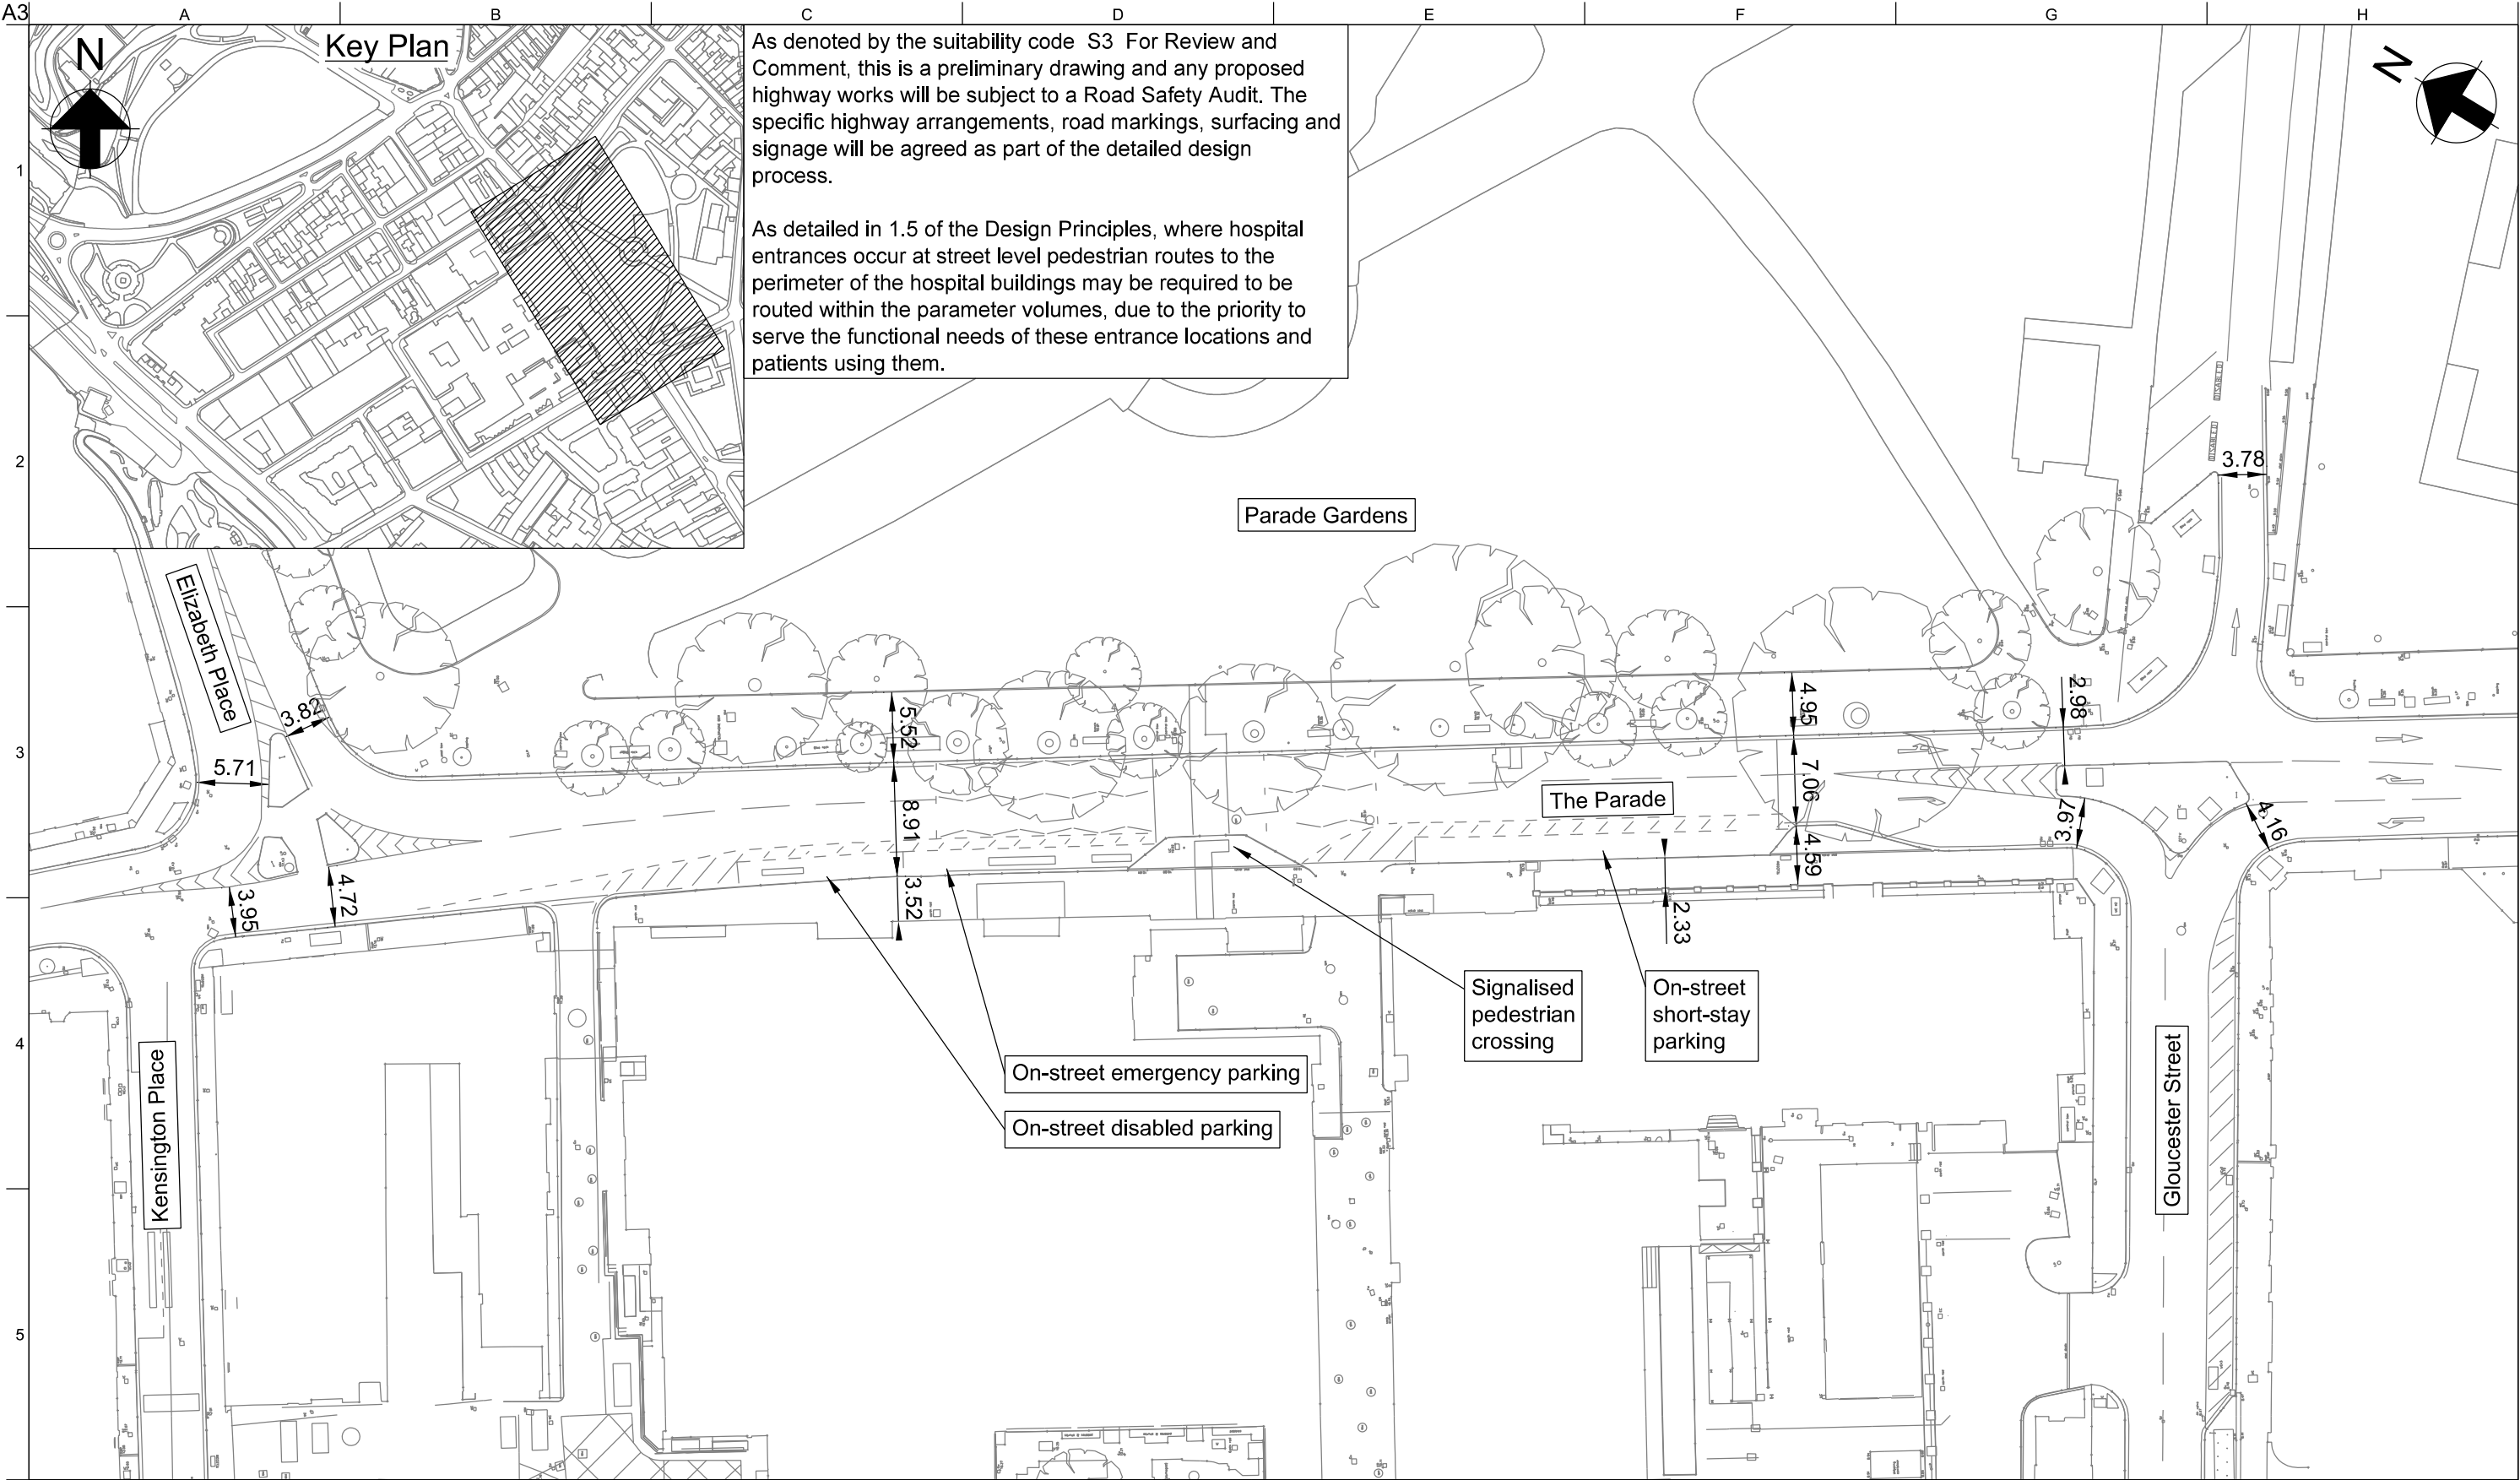 A3
A
B
C
D
E
F
G
H
1
2
3
4
5
N
Key Plan
As denoted by the suitability code S3 For Review and
Comment, this is a preliminary drawing and any proposed
highway works will be subject to a Road Safety Audit. The
specific highway arrangements, road markings, surfacing and
signage will be agreed as part of the detailed design
process.
As detailed in 1.5 of the Design Principles, where hospital
entrances occur at street level pedestrian routes to the
perimeter of the hospital buildings may be required to be
routed within the parameter volumes, due to the priority to
serve the functional needs of these entrance locations and
patients using them.
N
DISABLED
DISABLED
3.78
Parade Gardens
Elizabeth Place
3.82
5.71
3.95
4.72
5.52
8.91
3.52
The Parade
4.95
7.06
4.59
2.33
2.98
3.97
4.16
Signalised
pedestrian
crossing
On-street
short-stay
parking
On-street emergency parking
On-street disabled parking
Kensington Place
Gloucester Street